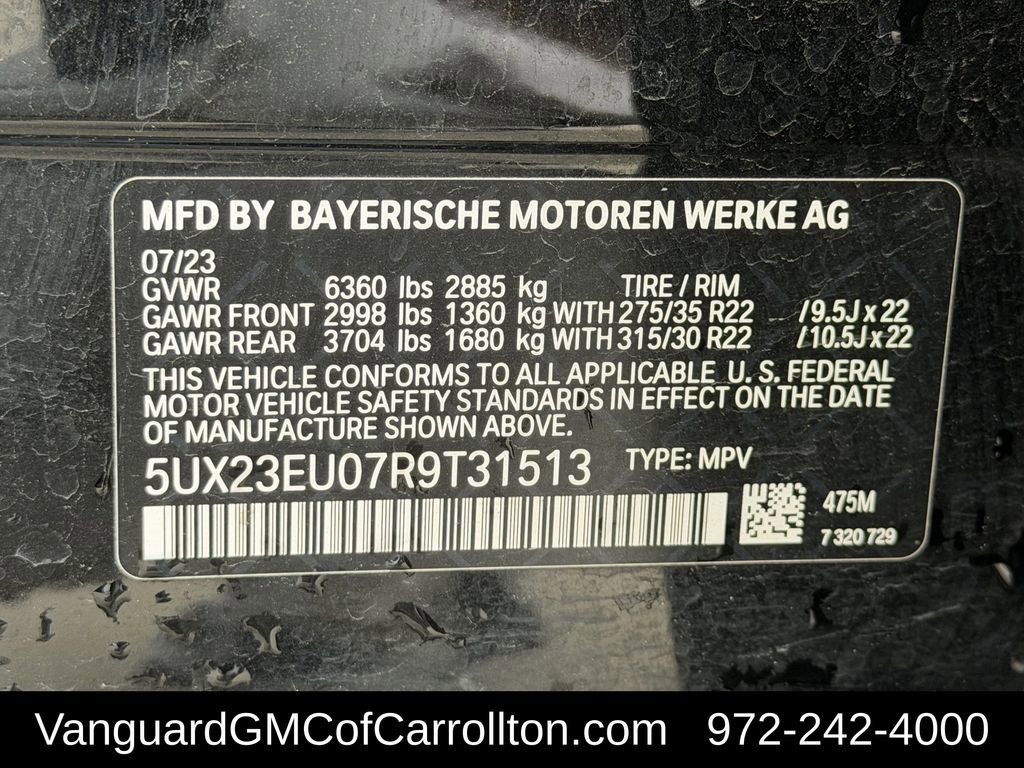 MFD BY BAYERISCHE MOTOREN WERKE AG
07/23
GVWR 6360 lbs 2885 kg TIRE / RIM
GAWR FRONT 2998 lbs 1360 kg WITH 275/35 R22 /9.5J x 22
GAWR REAR 3704 lbs 1680 kg WITH 315/30 R22 /10.5J x 22
THIS VEHICLE CONFORMS TO ALL APPLICABLE U. S. FEDERAL
MOTOR VEHICLE SAFETY STANDARDS IN EFFECT ON THE DATE
OF MANUFACTURE SHOWN ABOVE.
5UX23EU07R9T31513 TYPE: MPV
475M
7 320 729
VanguardGMCofCarrollton.com 972-242-4000